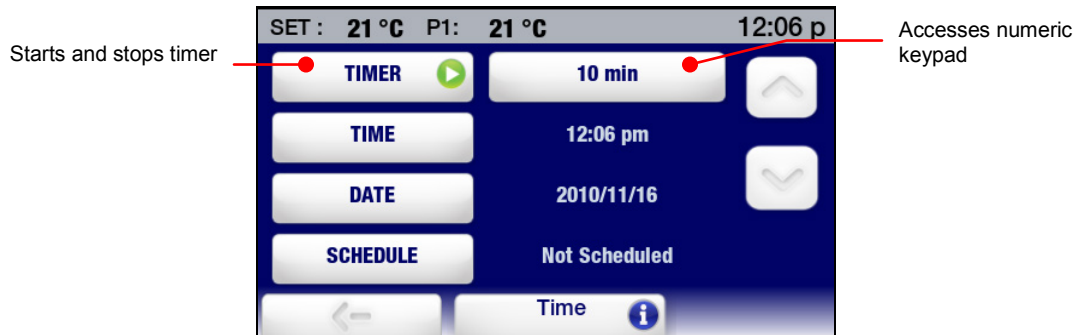 SET : 21 °C P1: 21 °C 12:06 p
Starts and stops timer
Accesses numeric
keypad
TIMER 10 min
TIME 12:06 pm
DATE 2010/11/16
SCHEDULE Not Scheduled
Time